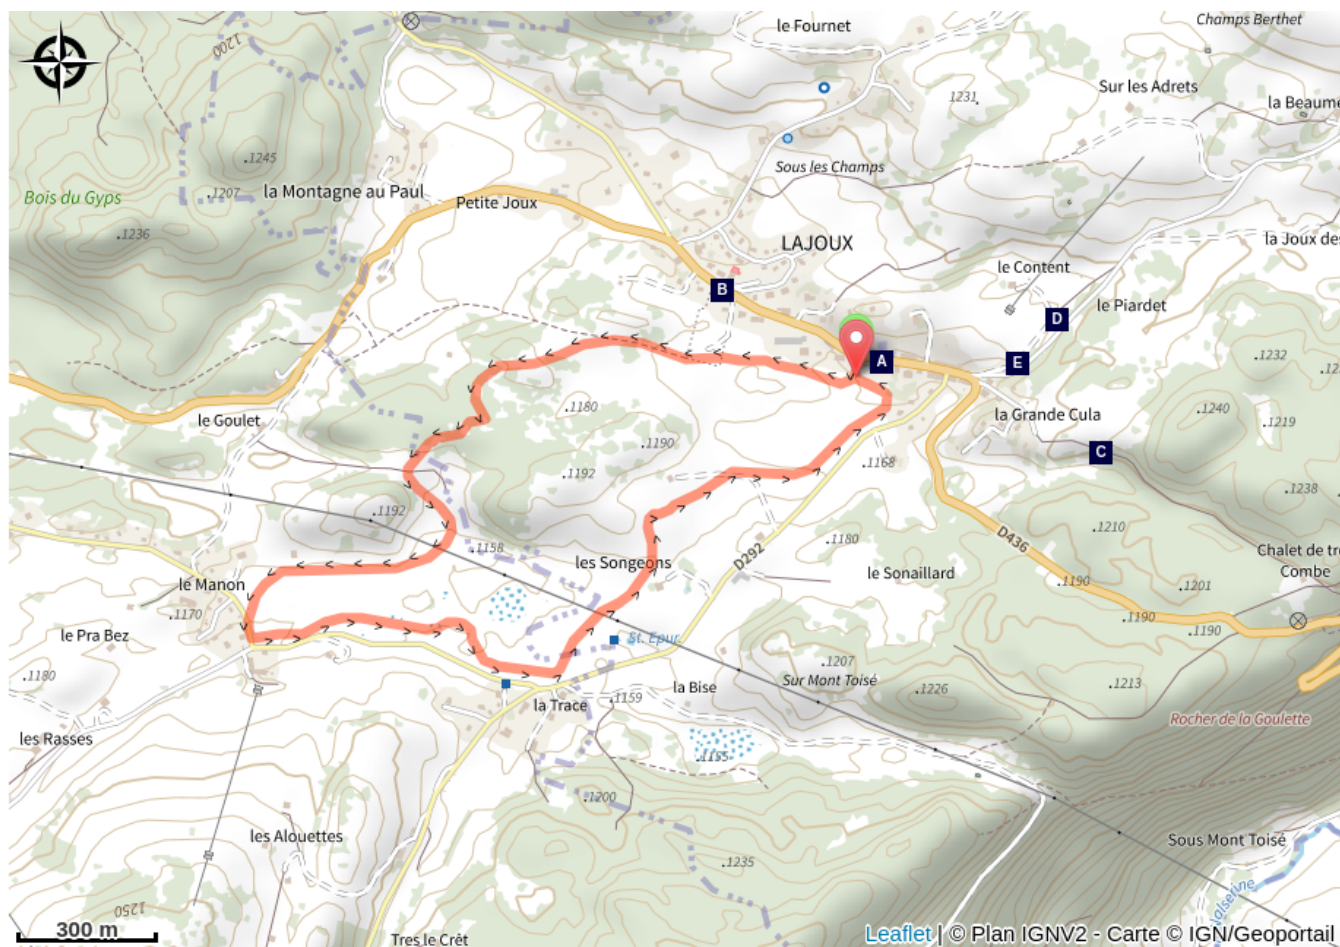 Champs Berthet
le Fournet
1200
1231
Sur les Adrets
la Beaume
1245
Sous les Champs
la Montagne au Paul
Bois du Gyps
1207
Petite Joux
1236
LAJOUX
la Joux des
le Content
B
D
le Piardet
A
E
1232
1180
la Grande Cula
1240
le Goulet
1219
1190
C
1168
1192
1238
1192
1210
D436
1158
1180
Chalet de tr
Combe
les Songeons
D292
le Sonaillard
le Manon
1190
1201
1170
1190
1190
le Pra Bez
St. Epur
1207
1180
Sur Mont Toisé
1213
la Bise
1226
1159
la Trace
Rocher de la Goulette
les Rasses
1155
1200
les Alouettes
Sous Mont Toisé
1235
Valserine
1250
300 m
Tres le Crêt
Leaflet | © Plan IGNV2 - Carte © IGN/Geoportail